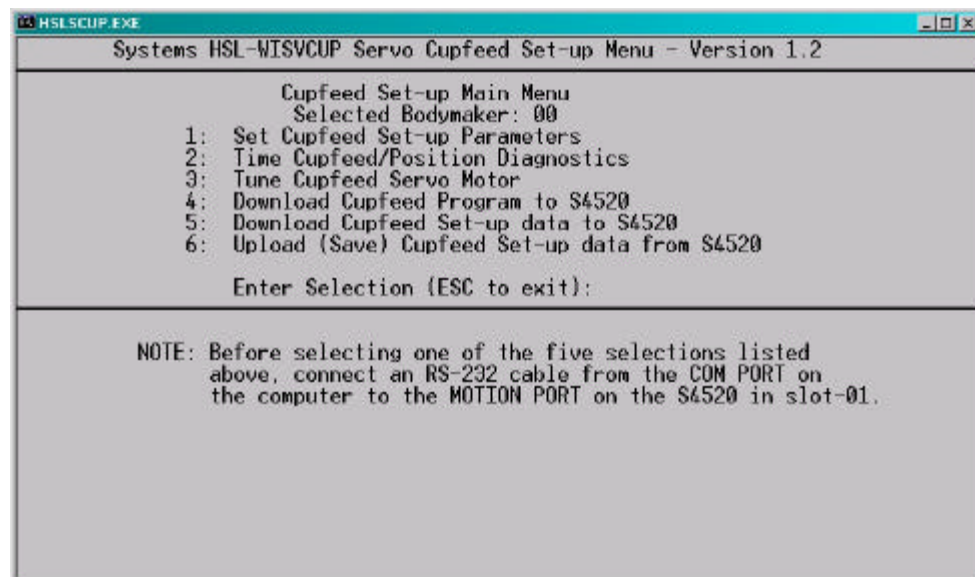 HSLSCUP.EXE
Systems HSL-WISVCUP Servo Cupfeed Set-up Menu - Version 1.2
Cupfeed Set-up Main Menu
Selected Bodymaker: 00
1: Set Cupfeed Set-up Parameters
2: Time Cupfeed/Position Diagnostics
3: Tune Cupfeed Servo Motor
4: Download Cupfeed Program to S4520
5: Download Cupfeed Set-up data to S4520
6: Upload (Save) Cupfeed Set-up data from S4520
Enter Selection (ESC to exit):
NOTE: Before selecting one of the five selections listed
above, connect an RS-232 cable from the COM PORT on
the computer to the MOTION PORT on the S4520 in slot-01.